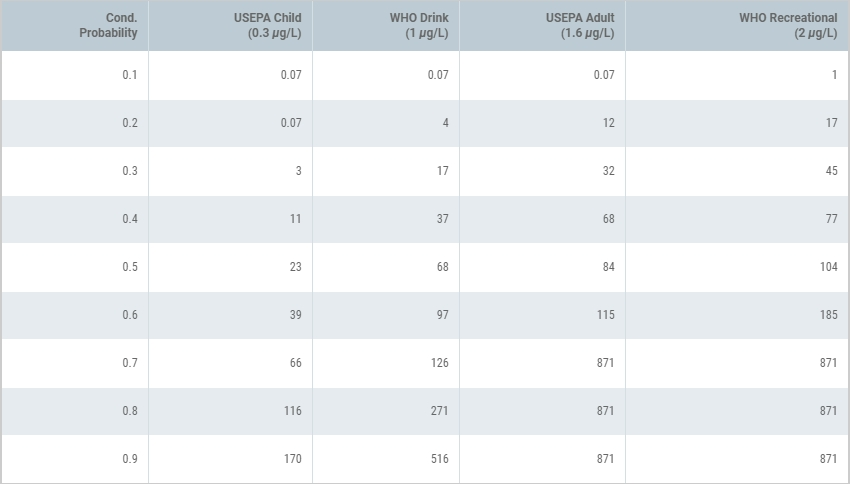 Cond. Probability | USEPA Child (0.3 µg/L) | WHO Drink (1 µg/L) | USEPA Adult (1.6 µg/L) | WHO Recreational (2 µg/L)
0.1 | 0.07 | 0.07 | 0.07 | 1
0.2 | 0.07 | 4 | 12 | 17
0.3 | 3 | 17 | 32 | 45
0.4 | 11 | 37 | 68 | 77
0.5 | 23 | 68 | 84 | 104
0.6 | 39 | 97 | 115 | 185
0.7 | 66 | 126 | 871 | 871
0.8 | 116 | 271 | 871 | 871
0.9 | 170 | 516 | 871 | 871